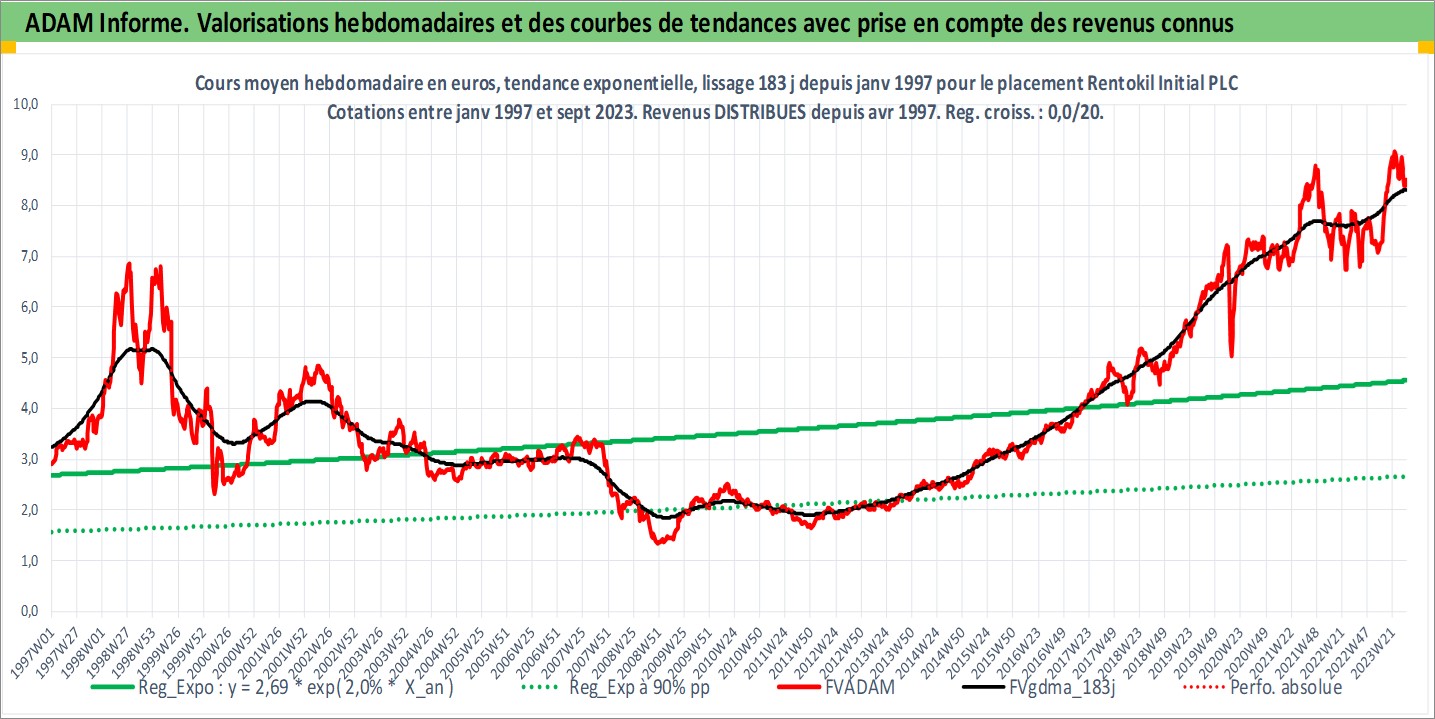 ADAM Informe. Valorisations hebdomadaires et des courbes de tendances avec prise en compte des revenus connus
Cours moyen hebdomadaire en euros, tendance exponentielle, lissage 183 j depuis janv 1997 pour le placement Rentokil Initial PLC
Cotations entre janv 1997 et sept 2023. Revenus DISTRIBUES depuis avr 1997. Reg. croiss. : 0,0/20.
10,0
9,0
8,0
7,0
6,0
5,0
4,0
3,0
2,0
1,0
0,0
1997W01 1997W27 1998W01 1998W27 1998W53 1999W26 1999W52 2000W26 2000W52 2001W26 2001W52 2002W26 2002W52 2003W26 2003W52 2004W26 2004W52 2005W25 2005W51 2006W25 2006W51 2007W25 2007W51 2008W25 2008W51 2009W25 2009W51 2010W24 2010W50 2011W24 2011W50 2012W24 2012W50 2013W24 2013W50 2014W24 2014W50 2015W24 2015W50 2016W23 2016W49 2017W23 2017W49 2018W23 2018W49 2019W23 2019W49 2020W23 2020W49 2021W22 2021W48 2022W21 2022W47 2023W21
Reg_Expo : y = 2,69 * exp( 2,0% * X_an )
Reg_Exp à 90% pp
FVADAM
FVgdma_183j
Perfo. absolue